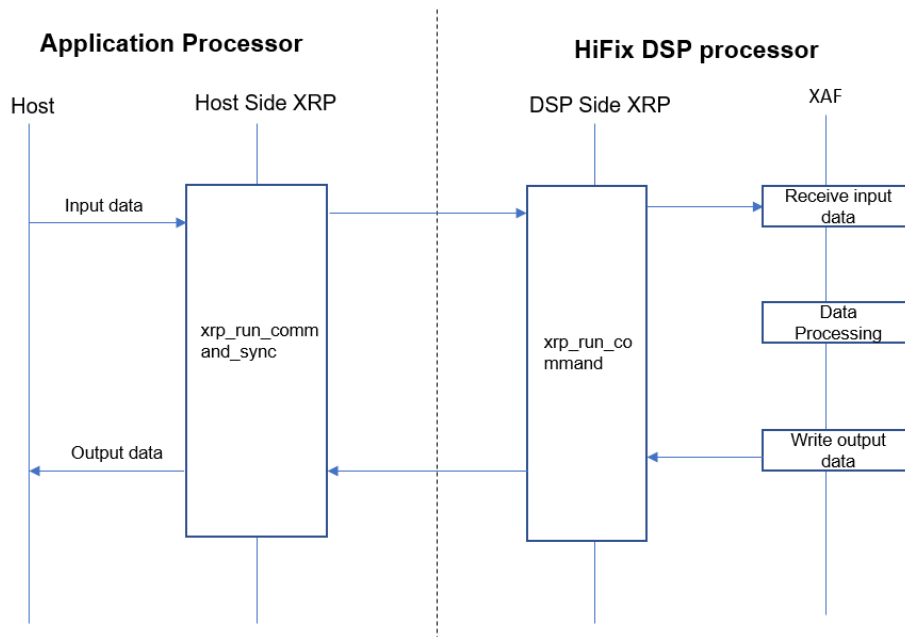 Application Processor
HiFix DSP processor
Host
Host Side XRP
DSP Side XRP
XAF
Input data
Receive input
data
xrp_run_comm
and_sync
xrp_run_co
mmand
Data
Processing
Output data
Write output
data